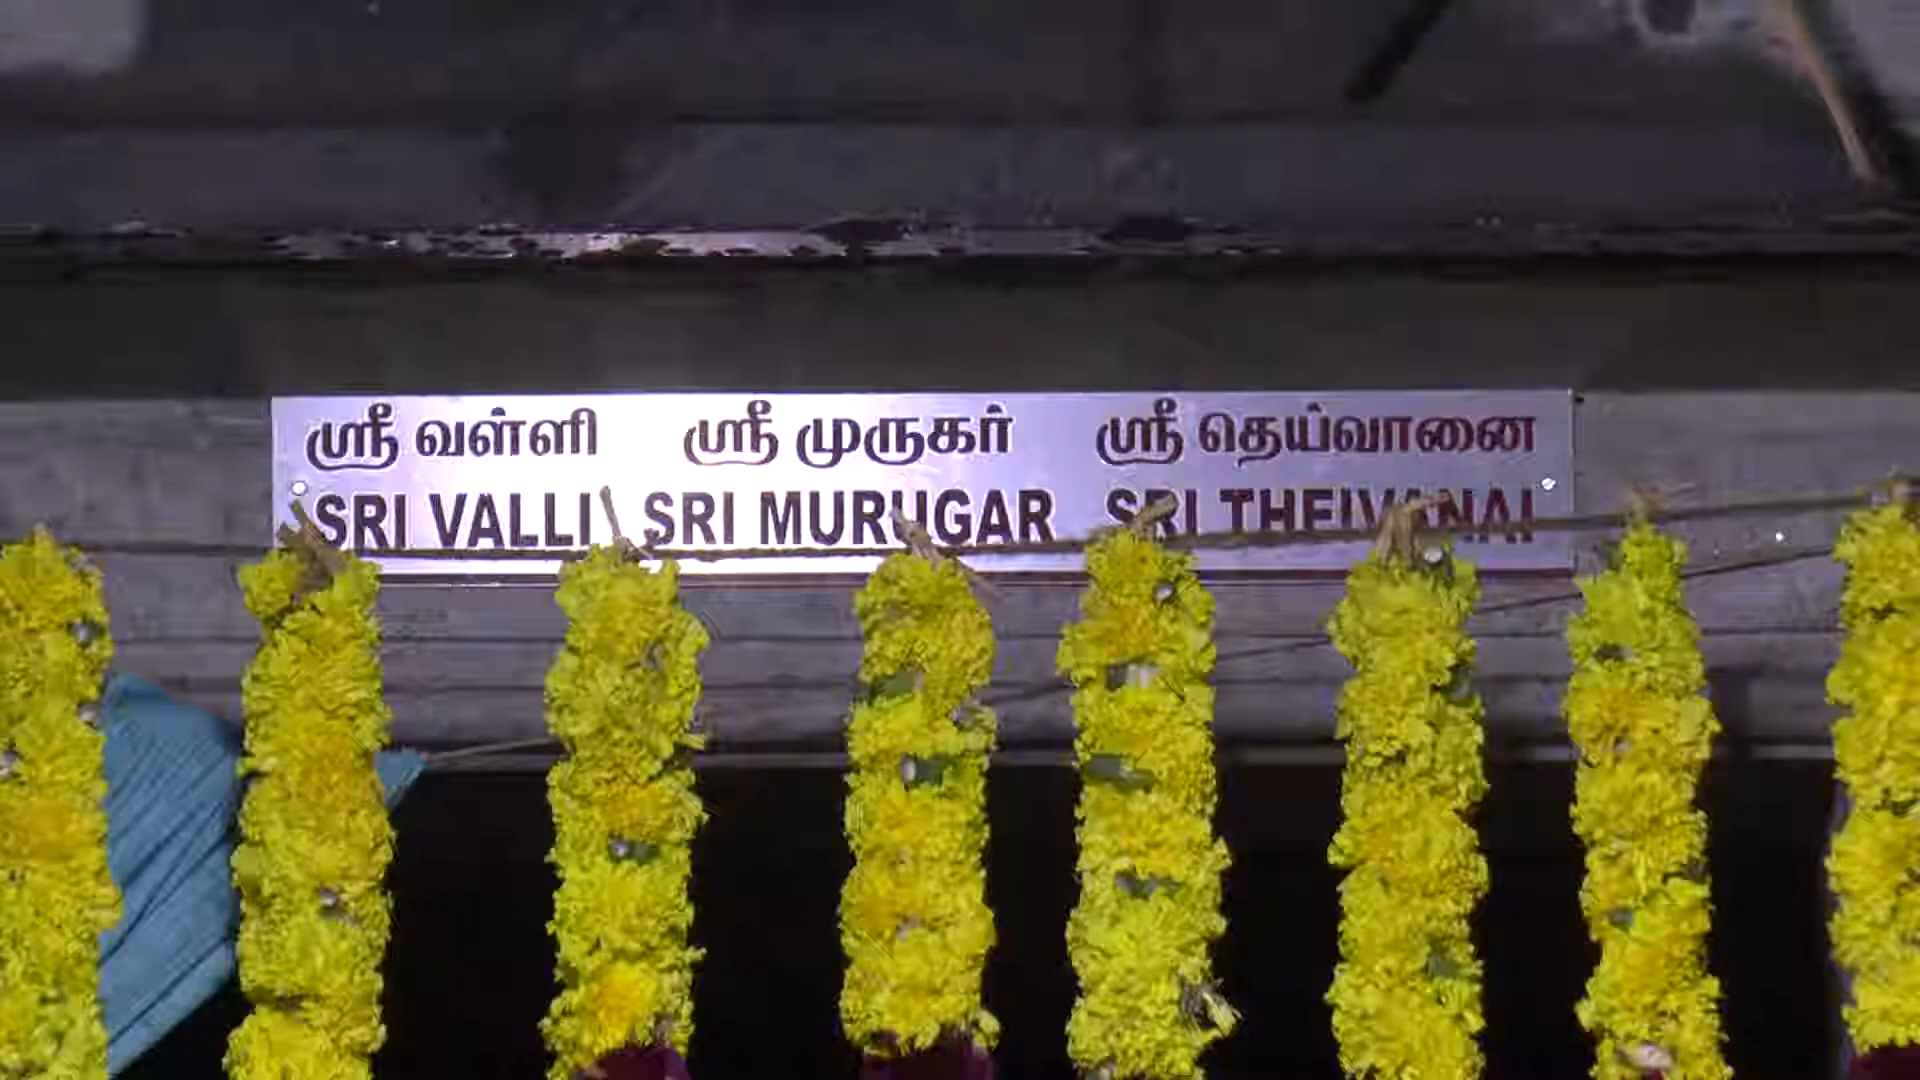 ஸ்ரீ வள்ளி ஸ்ரீ முருகர் ஸ்ரீ தெய்வானை
SRI VALLI SRI MURUGAR SRI THEIVANAI